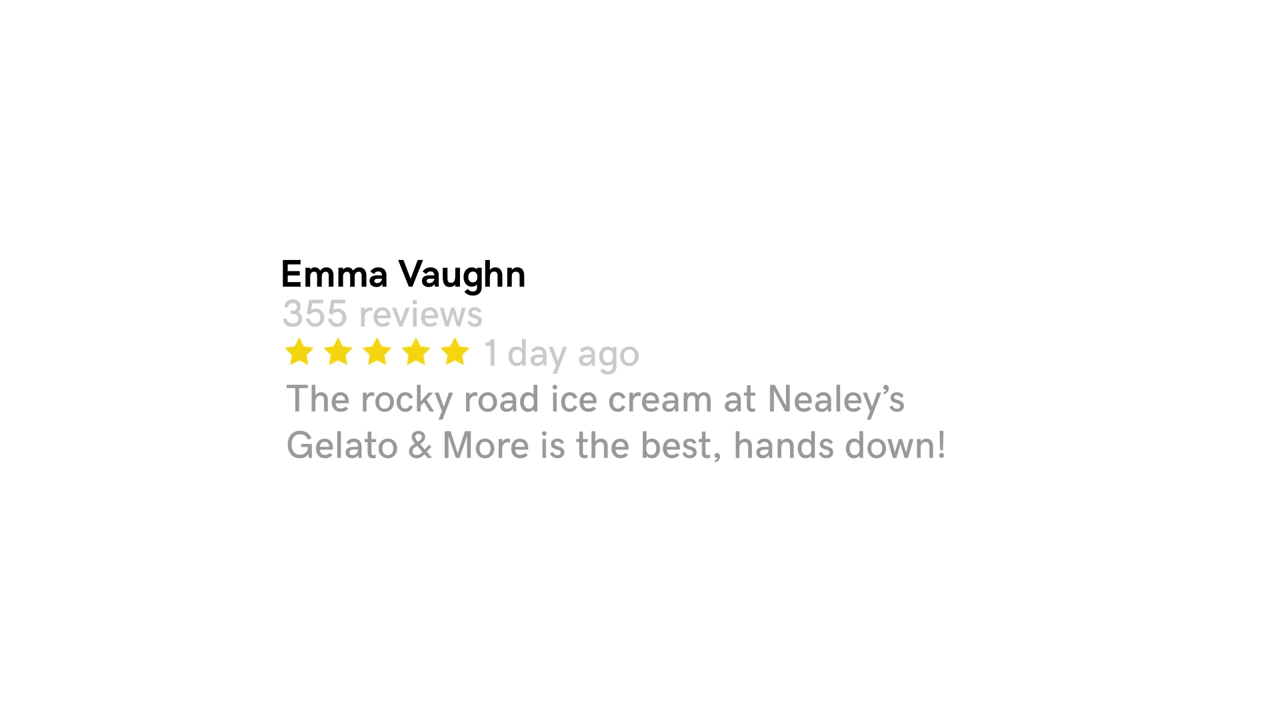 Emma Vaughn
355 reviews
1 day ago
The rocky road ice cream at Nealey’s
Gelato & More is the best, hands down!